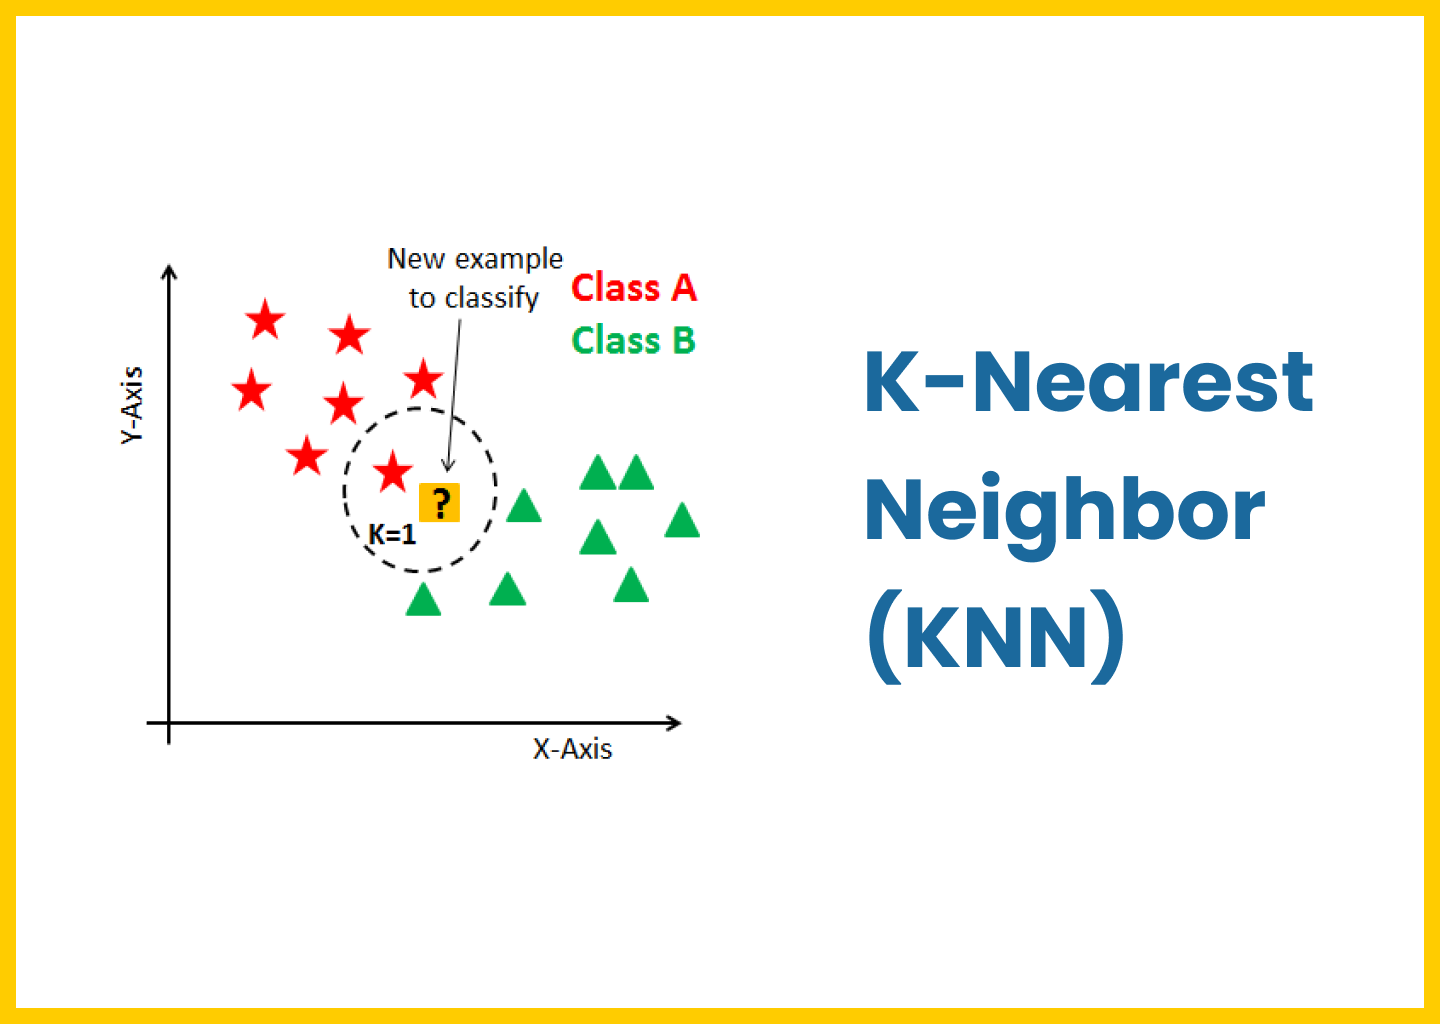 New example
to classify
Class A
Class B
Y-Axis
?
K=1
X-Axis
K-Nearest
Neighbor
(KNN)